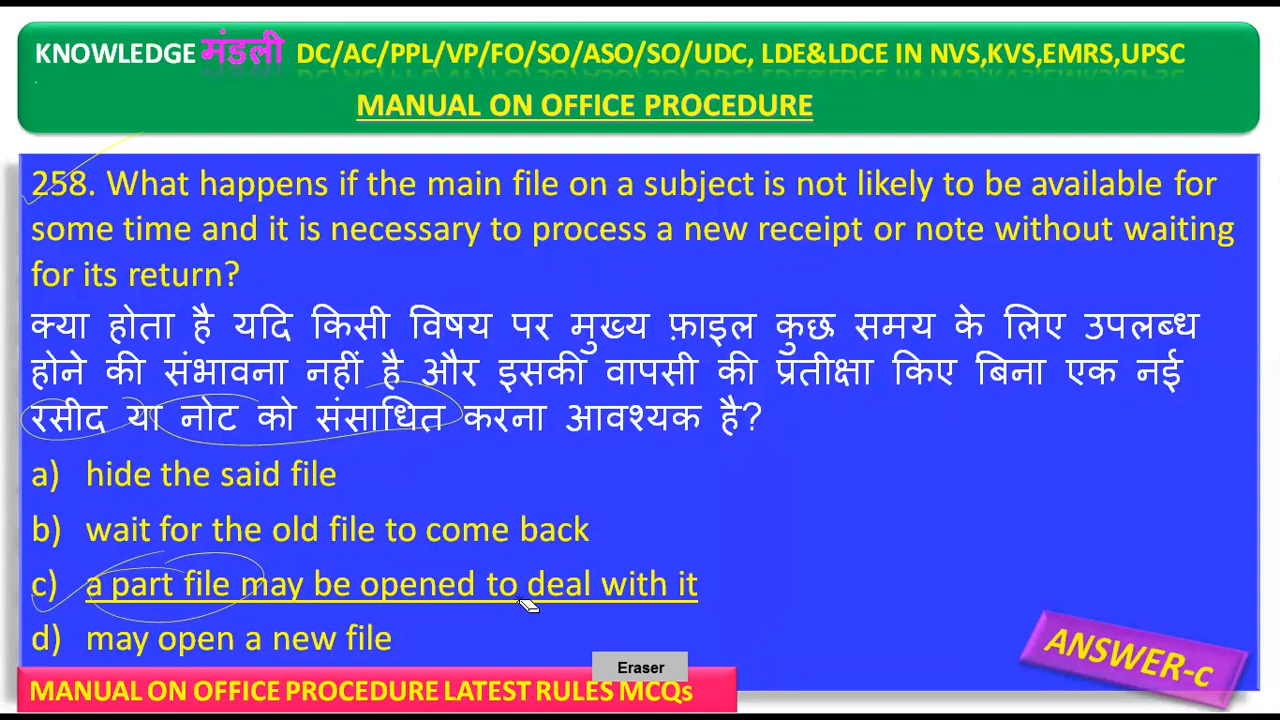 KNOWLEDGE मंडली DC/AC/PPL/VP/FO/SO/ASO/SO/UDC, LDE&LDCE IN NVS,KVS,EMRS,UPSC
MANUAL ON OFFICE PROCEDURE
258. What happens if the main file on a subject is not likely to be available for
some time and it is necessary to process a new receipt or note without waiting
for its return?
क्या होता है यदि किसी विषय पर मुख्य फ़ाइल कुछ समय के लिए उपलब्ध
होने की संभावना नहीं है और इसकी वापसी की प्रतीक्षा किए बिना एक नई
रसीद या नोट को संसाधित करना आवश्यक है?
a) hide the said file
b) wait for the old file to come back
c) a part file may be opened to deal with it
d) may open a new file
Eraser
ANSWER-c
MANUAL ON OFFICE PROCEDURE LATEST RULES MCQs